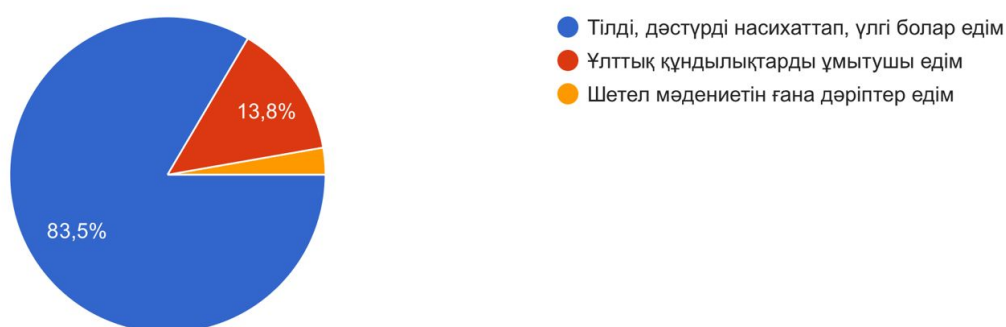 Тілді, дәстүрді насихаттап, үлгі болар едім
Ұлттық құндылықтарды ұмытушы едім
Шетел мәдениетін ғана дәріптер едім
13,8%
83,5%